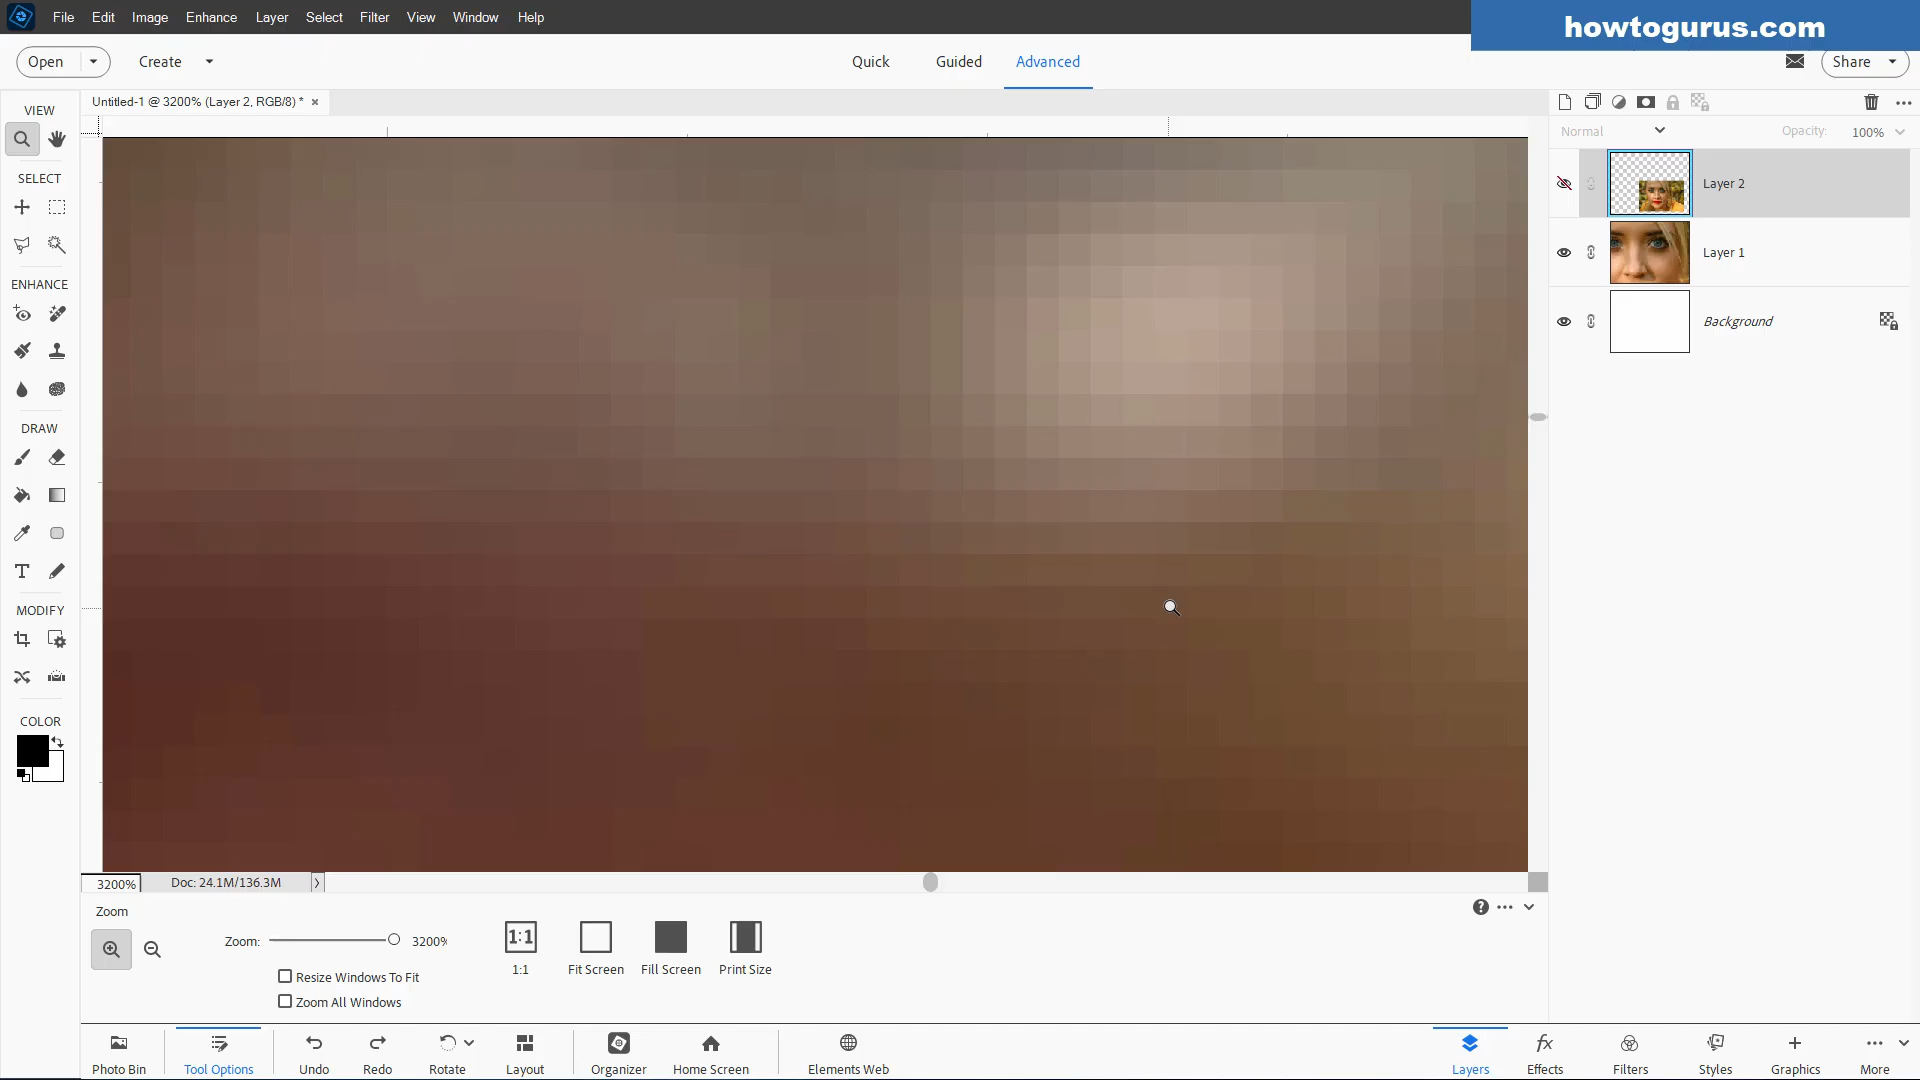 File Edit Image Enhance Layer Select Filter View Window Help
howtogurus.com
Open Create Quick Guided Advanced Share
VIEW
Untitled-1 @ 3200% (Layer 2, RGB/8) *
Normal Opacity: 100%
SELECT
Layer 2
Layer 1
ENHANCE
Background
DRAW
T
MODIFY
COLOR
3200% Doc: 24.1M/136.3M
Zoom
Zoom: 3200%
1:1
1:1 Fit Screen Fill Screen Print Size
Resize Windows To Fit
Zoom All Windows
fx
Photo Bin Tool Options Undo Redo Rotate Layout Organizer Home Screen Elements Web Layers Effects Filters Styles Graphics More